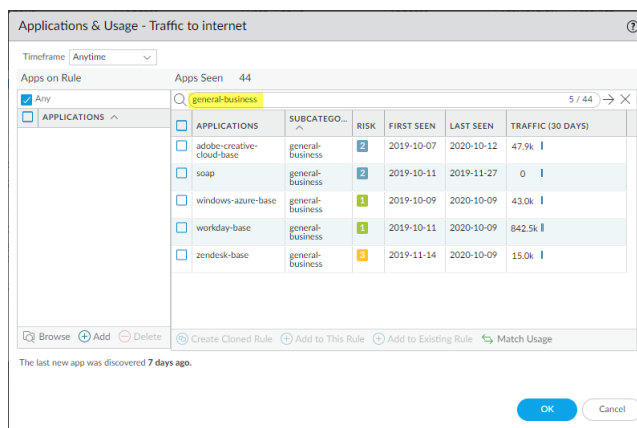 Applications & Usage - Traffic to internet
Timeframe Anytime
Apps on Rule
Apps Seen 44
Any
general-business 5 / 44
APPLICATIONS
APPLICATIONS SUBCATEGO... RISK FIRST SEEN LAST SEEN TRAFFIC (30 DAYS)
adobe-creative-cloud-base general-business 2 2019-10-07 2020-10-12 47.9k
soap general-business 2 2019-10-11 2019-11-27 0
windows-azure-base general-business 1 2019-10-09 2020-10-09 43.0k
workday-base general-business 1 2019-10-11 2020-10-09 842.5k
zendesk-base general-business 3 2019-11-14 2020-10-09 15.0k
Browse Add Delete
Create Cloned Rule Add to This Rule Add to Existing Rule Match Usage
The last new app was discovered 7 days ago.
OK Cancel